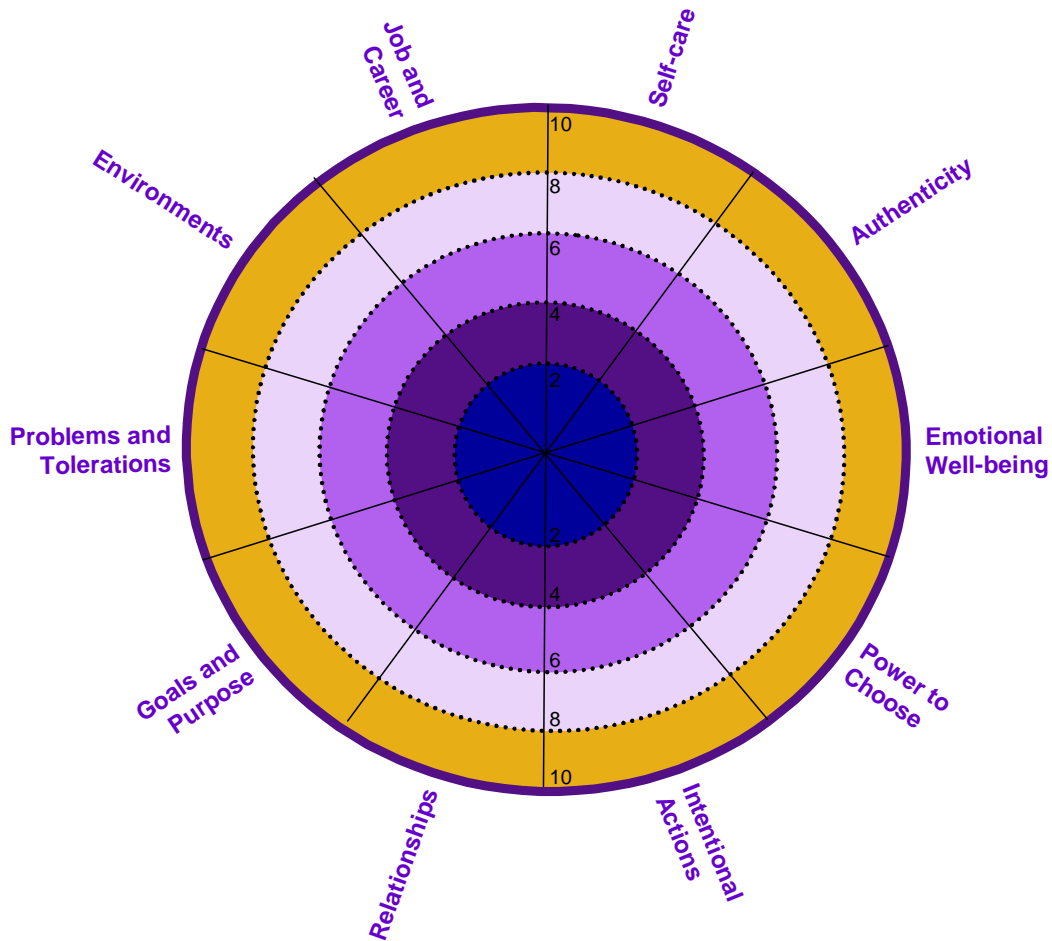 Job and
Career
Self-care
Environments
Authenticity
10
8
6
4
2
Problems and
Tolerations
Emotional
Well-being
2
4
6
8
10
Goals and
Purpose
Power to
Choose
Relationships
Intentional
Actions